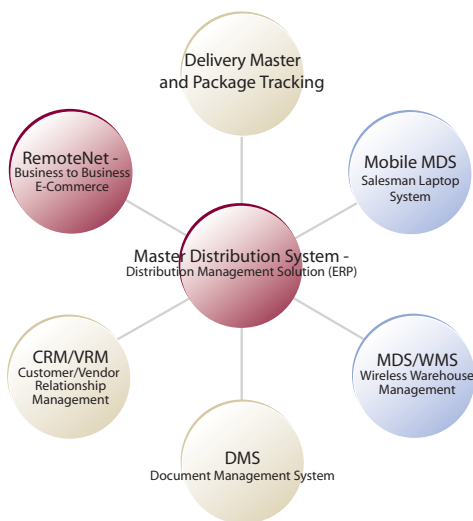 Delivery Master
and Package Tracking
RemoteNet -
Business to Business
E-Commerce
Mobile MDS
Salesman Laptop
System
Master Distribution System -
Distribution Management Solution (ERP)
CRM/VRM
Customer/Vendor
Relationship
Management
MDS/WMS
Wireless Warehouse
Management
DMS
Document Management System